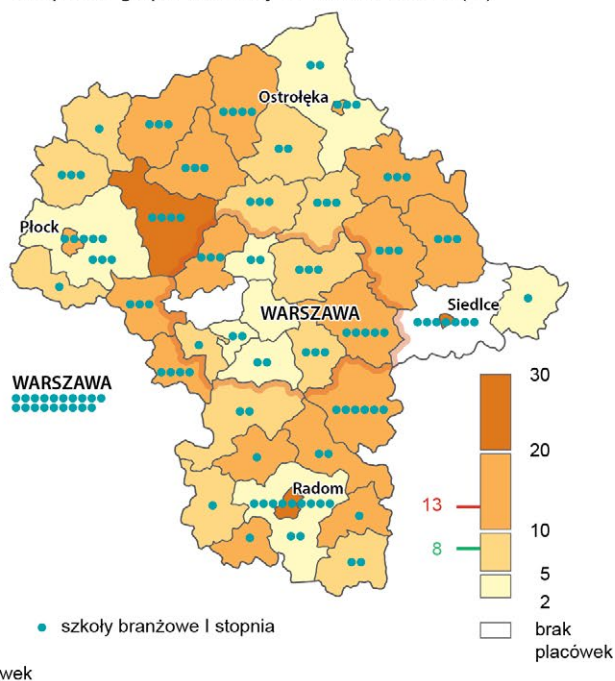 Ostrołęka
Płock
WARSZAWA
Siedlce
WARSZAWA
Radom
30
20
13
10
8
5
2
szkoły branżowe I stopnia
brak
placówek
wek